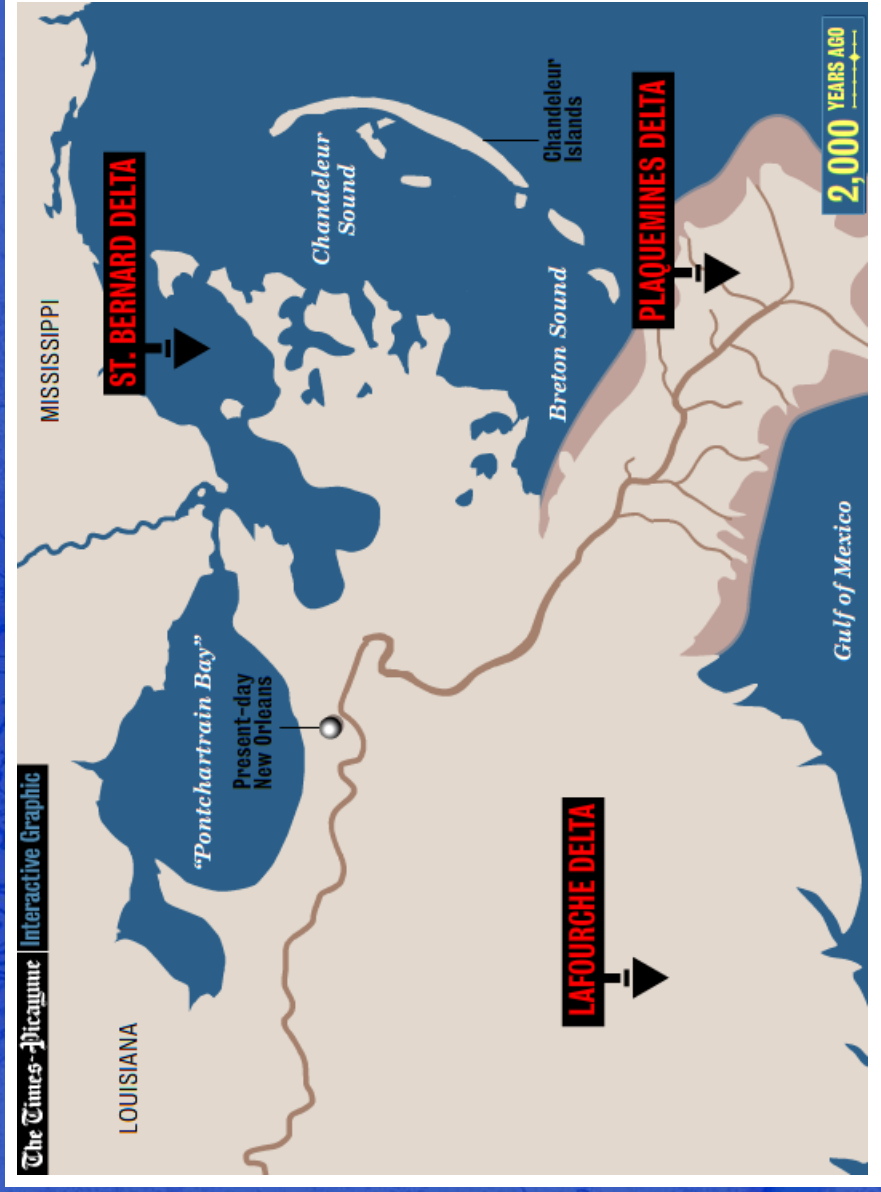 The Times-Picayune Interactive Graphic
MISSISSIPPI
LOUISIANA
ST. BERNARD DELTA
“Pontchartrain Bay”
Present-day
New Orleans
Chandeleur
Sound
Chandeleur
Islands
Breton Sound
LAFOURCHE DELTA
PLAQUEMINES DELTA
Gulf of Mexico
2,000 YEARS AGO